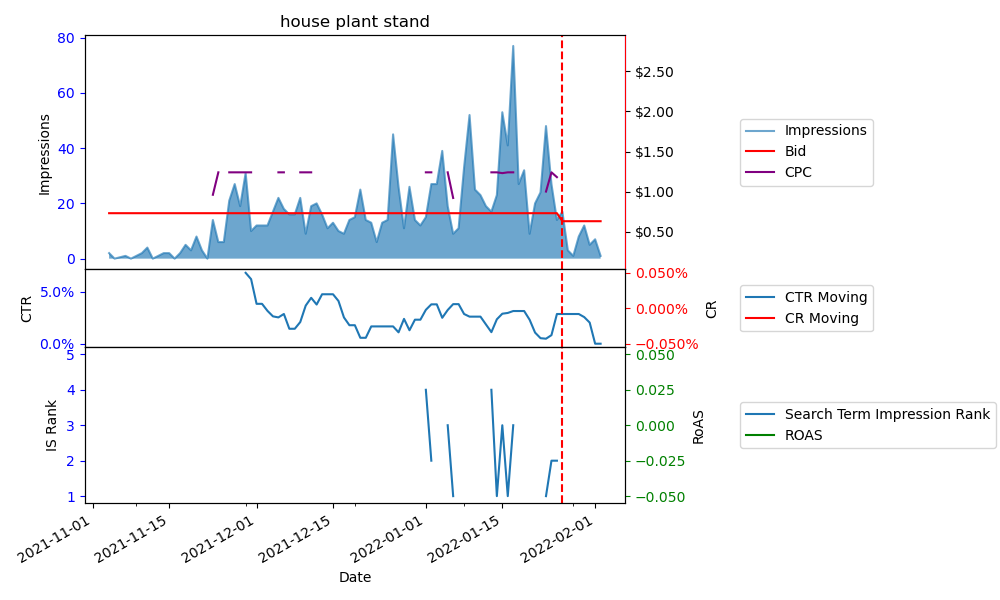 house plant stand
80
60
40
20
0
Impressions
$2.50
$2.00
$1.50
$1.00
$0.50
Impressions
Bid
CPC
5.0%
0.0%
CTR
0.050%
0.000%
−0.050%
CR
CTR Moving
CR Moving
5
4
3
2
1
IS Rank
0.050
0.025
0.000
−0.025
−0.050
RoAS
Search Term Impression Rank
ROAS
2021-11-01
2021-11-15
2021-12-01
2021-12-15
2022-01-01
2022-01-15
2022-02-01
Date